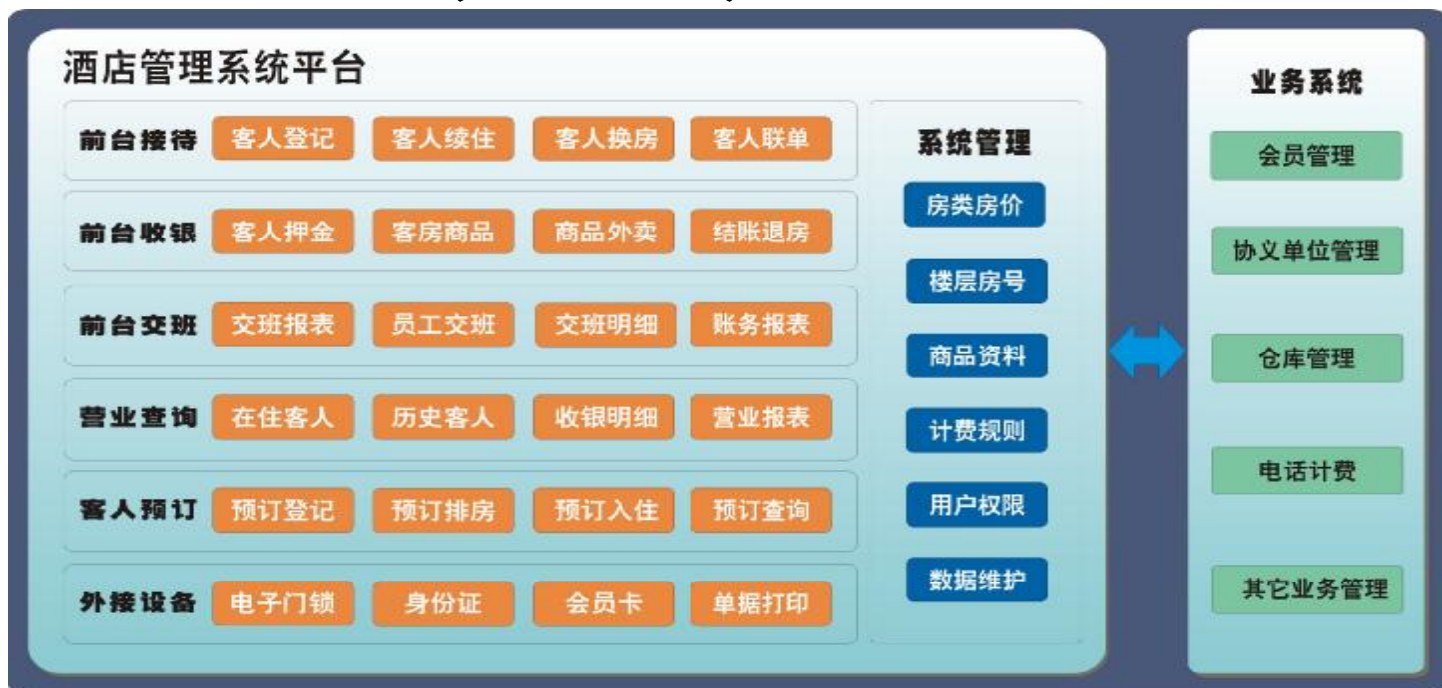 酒店管理系统平台
前台接待 客人登记 客人续住 客人换房 客人联单
前台收银 客人押金 客房商品 商品外卖 结账退房
前台交班 交班报表 员工交班 交班明细 账务报表
营业查询 在住客人 历史客人 收银明细 营业报表
客人预订 预订登记 预订排房 预订入住 预订查询
外接设备 电子门锁 身份证 会员卡 单据打印
系统管理
房类房价
楼层房号
商品资料
计费规则
用户权限
数据维护
业务系统
会员管理
协义单位管理
仓库管理
电话计费
其它业务管理